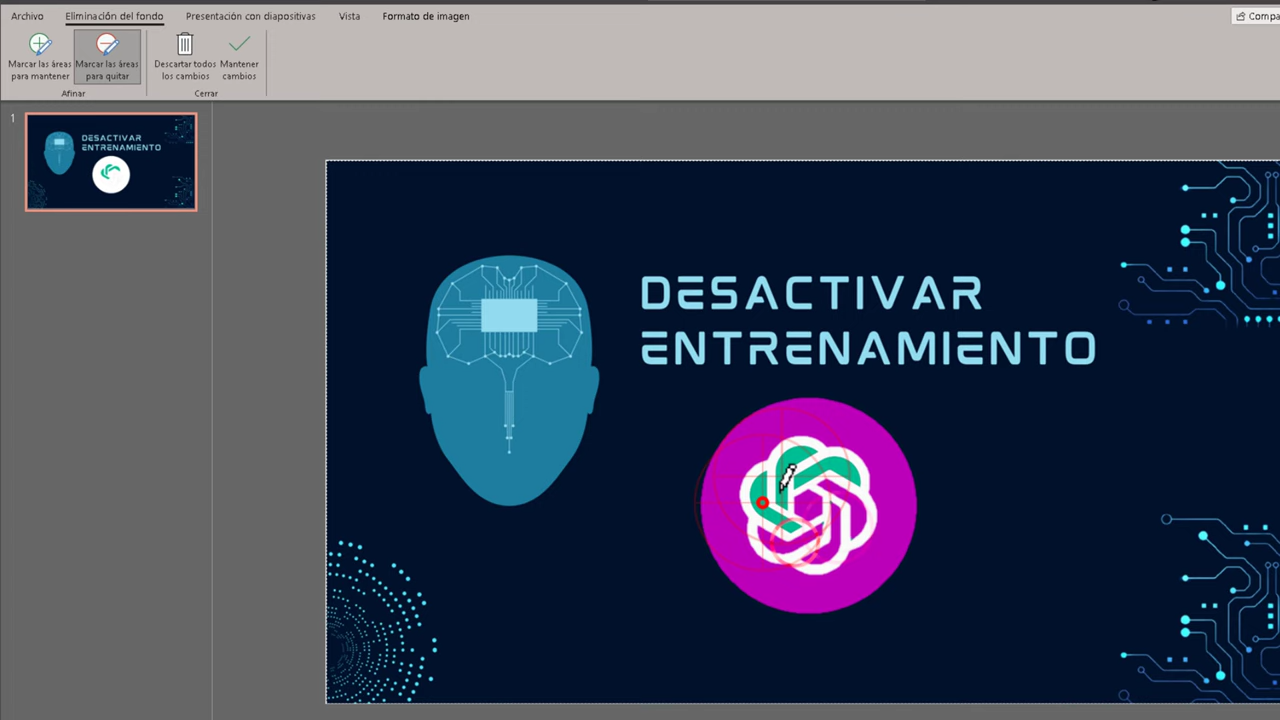 Archivo Eliminación del fondo Presentación con diapositivas Vista Formato de imagen
Marcar las áreas para mantener
Marcar las áreas para quitar
Descartar todos los cambios
Mantener cambios
Afinar
Cerrar
1
DESACTIVAR
ENTRENAMIENTO
DESACTIVAR
ENTRENAMIENTO